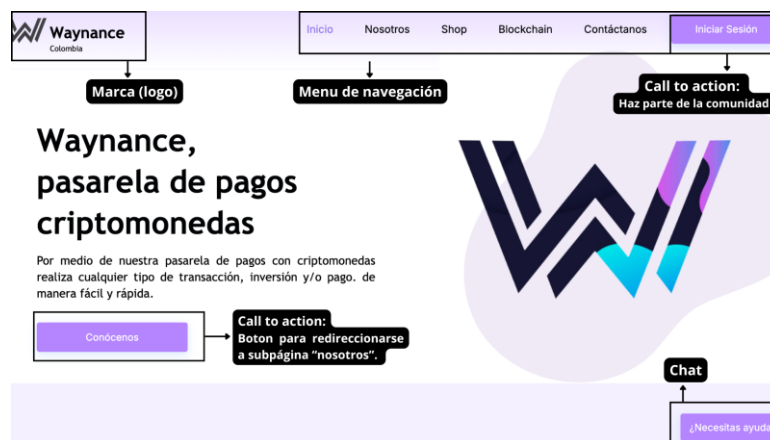 Waynance
Colombia
Inicio Nosotros Shop Blockchain Contáctanos Iniciar Sesión
Marca (logo)
Menu de navegación
Call to action:
Haz parte de la comunidad
Waynance,
pasarela de pagos
criptomonedas
Por medio de nuestra pasarela de pagos con criptomonedas
realiza cualquier tipo de transacción, inversión y/o pago. de
manera fácil y rápida.
Conócenos
Call to action:
Boton para redireccionarse
a subpágina “nosotros”.
Chat
¿Necesitas ayuda